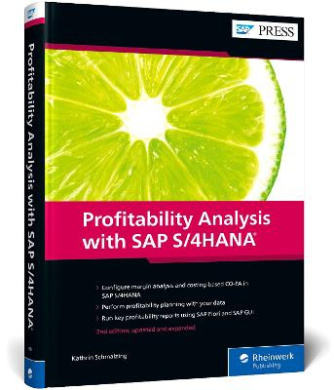 SAP PRESS
Profitability Analysis
with SAP S/4HANA®
Configure margin analysis and costing-based CO-PA in
SAP S/4HANA
Perform profitability planning with your data
Run key profitability reports using SAP Fiori and SAP GUI
2nd edition, updated and expanded
Kathrin Schmalzing
Rheinwerk
Publishing
Profitability Analysis with SAP S/4HANA®